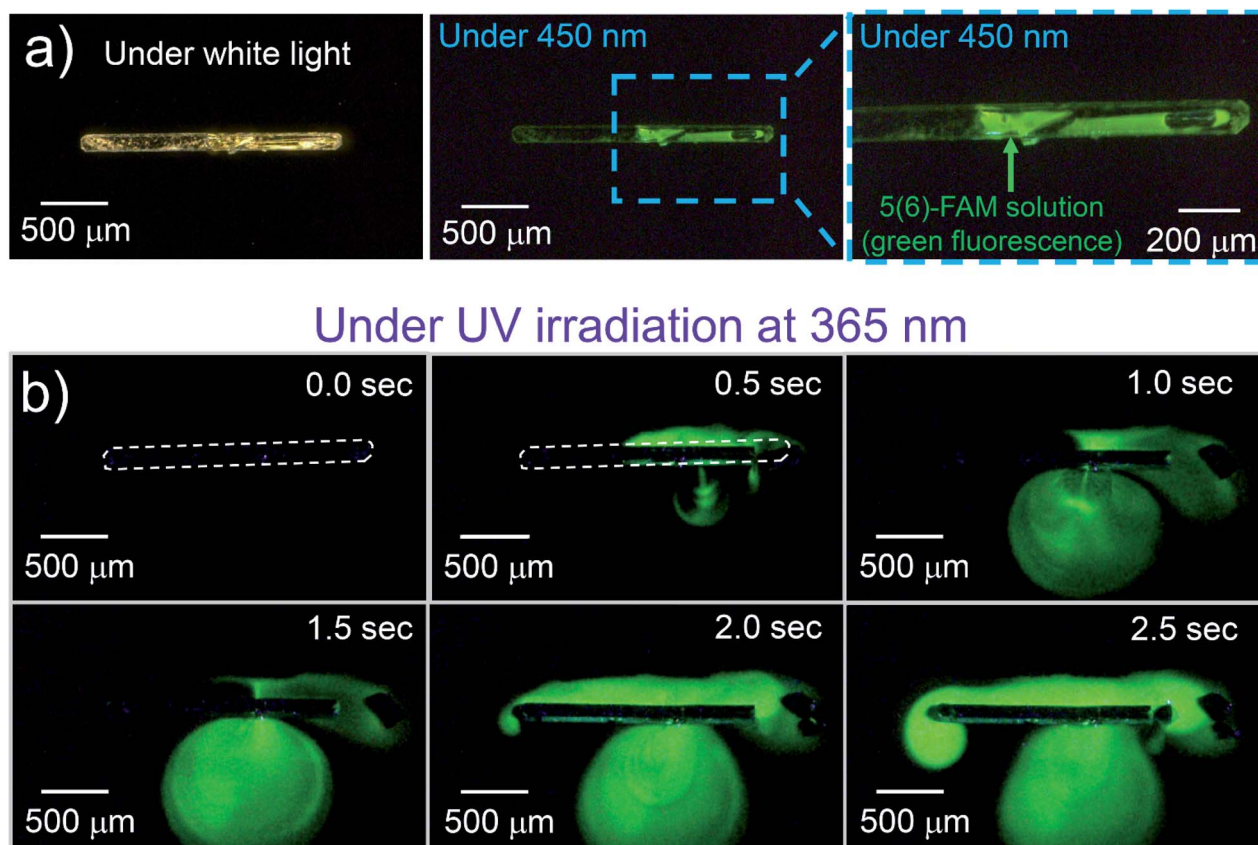 a) Under white light
500 μm
Under 450 nm
500 μm
Under 450 nm
5(6)-FAM solution
(green fluorescence)
200 μm
Under UV irradiation at 365 nm
b)
0.0 sec
500 μm
0.5 sec
500 μm
1.0 sec
500 μm
1.5 sec
500 μm
2.0 sec
500 μm
2.5 sec
500 μm